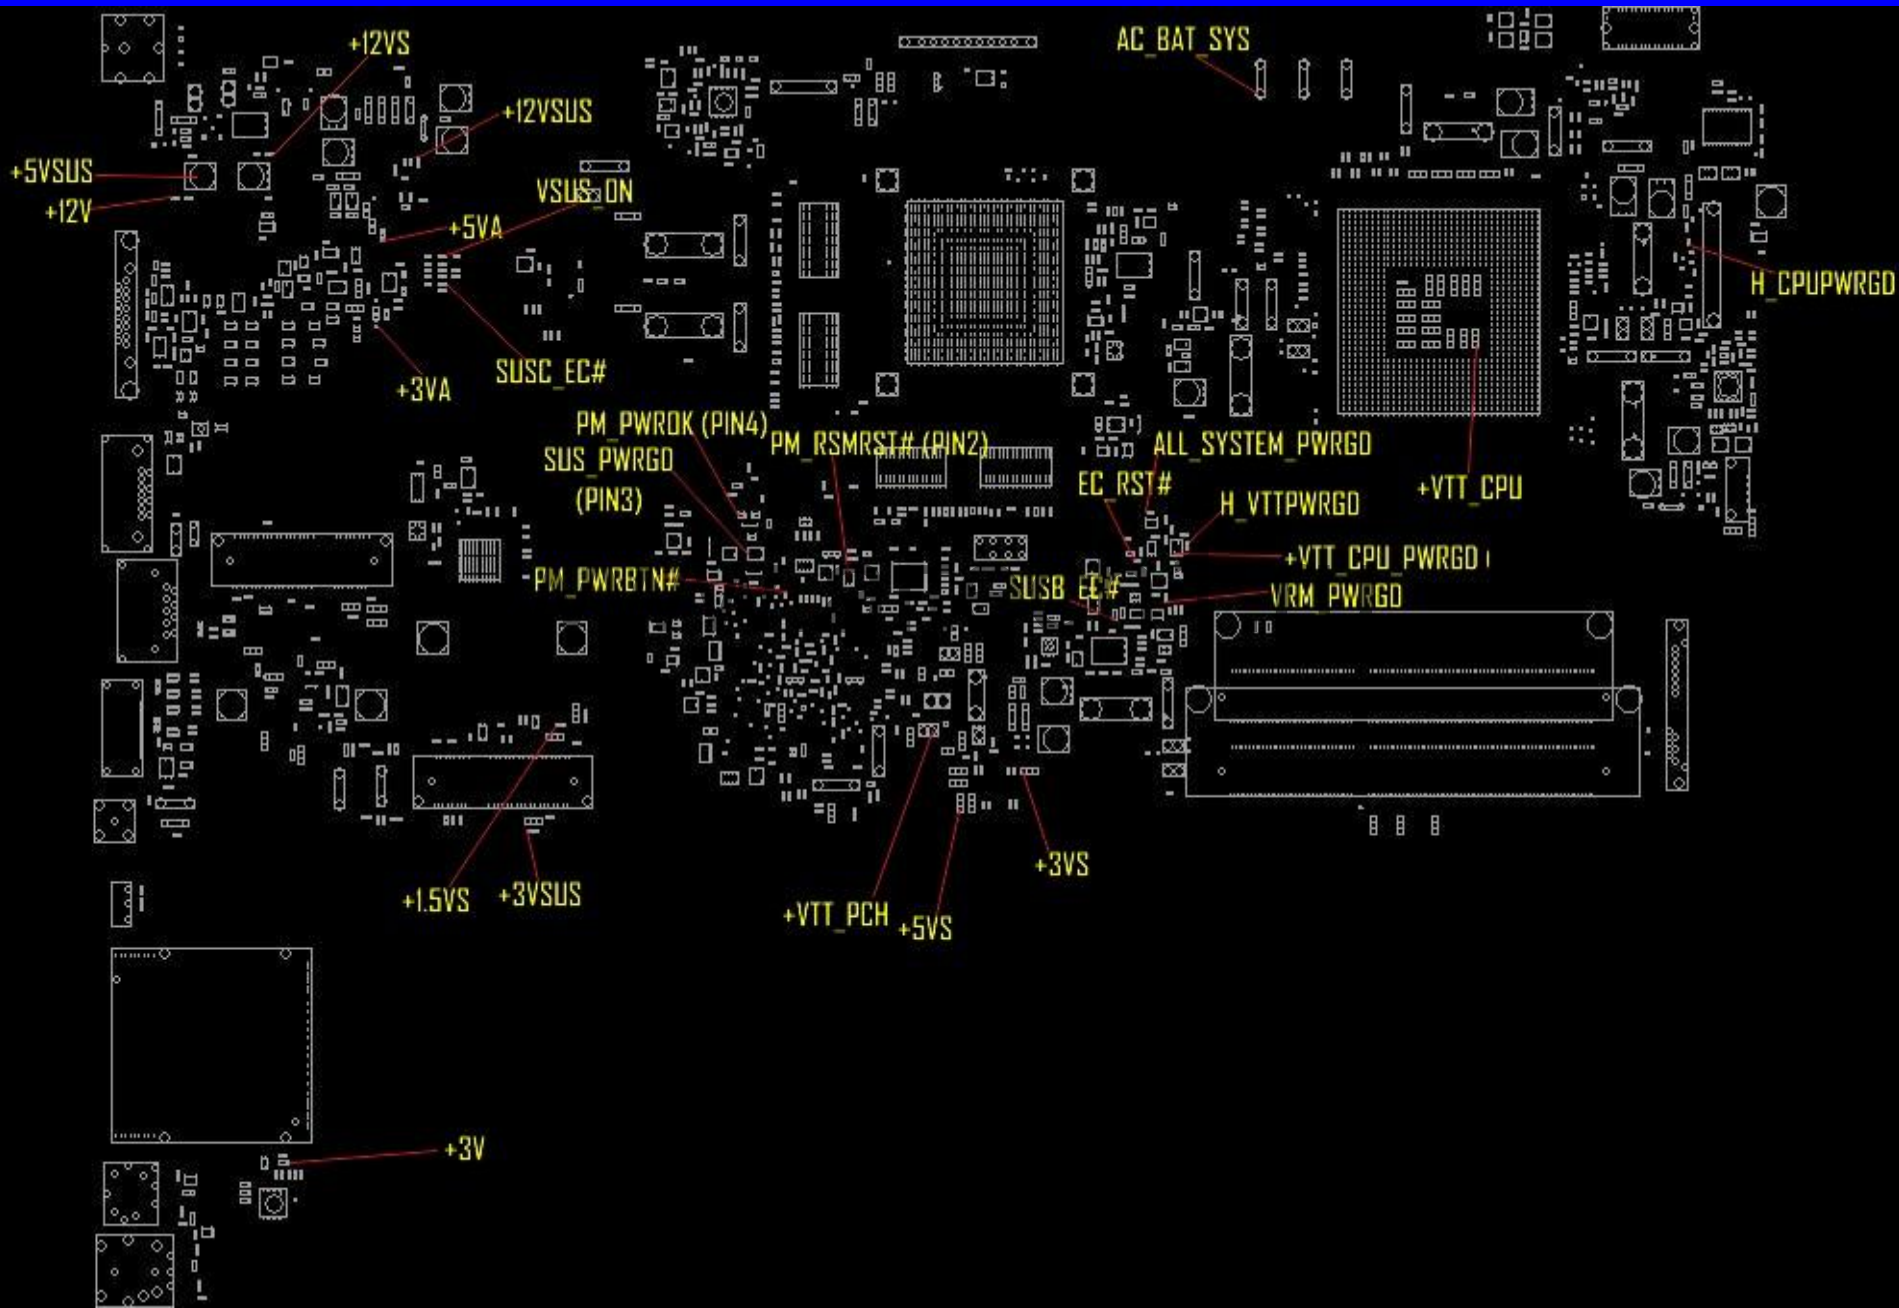 +12VS
AC_BAT_SYS
+12VSUS
+5VSUS
VSUS_ON
+12V
+5VA
H_CPUPWRGD
SUSC_EC#
+3VA
PM_PWROK (PIN4)
PM_RSMRST# (PIN2)
ALL_SYSTEM_PWRGD
SUS_PWRGD
(PIN3)
EC_RST#
+VTT_CPU
H_VTTPWRGD
+VTT_CPU_PWRGD
PM_PWRBTN#
SUSB_EC#
VRM_PWRGD
+3VS
+1.5VS
+3VSUS
+VTT_PCH
+5VS
+3V